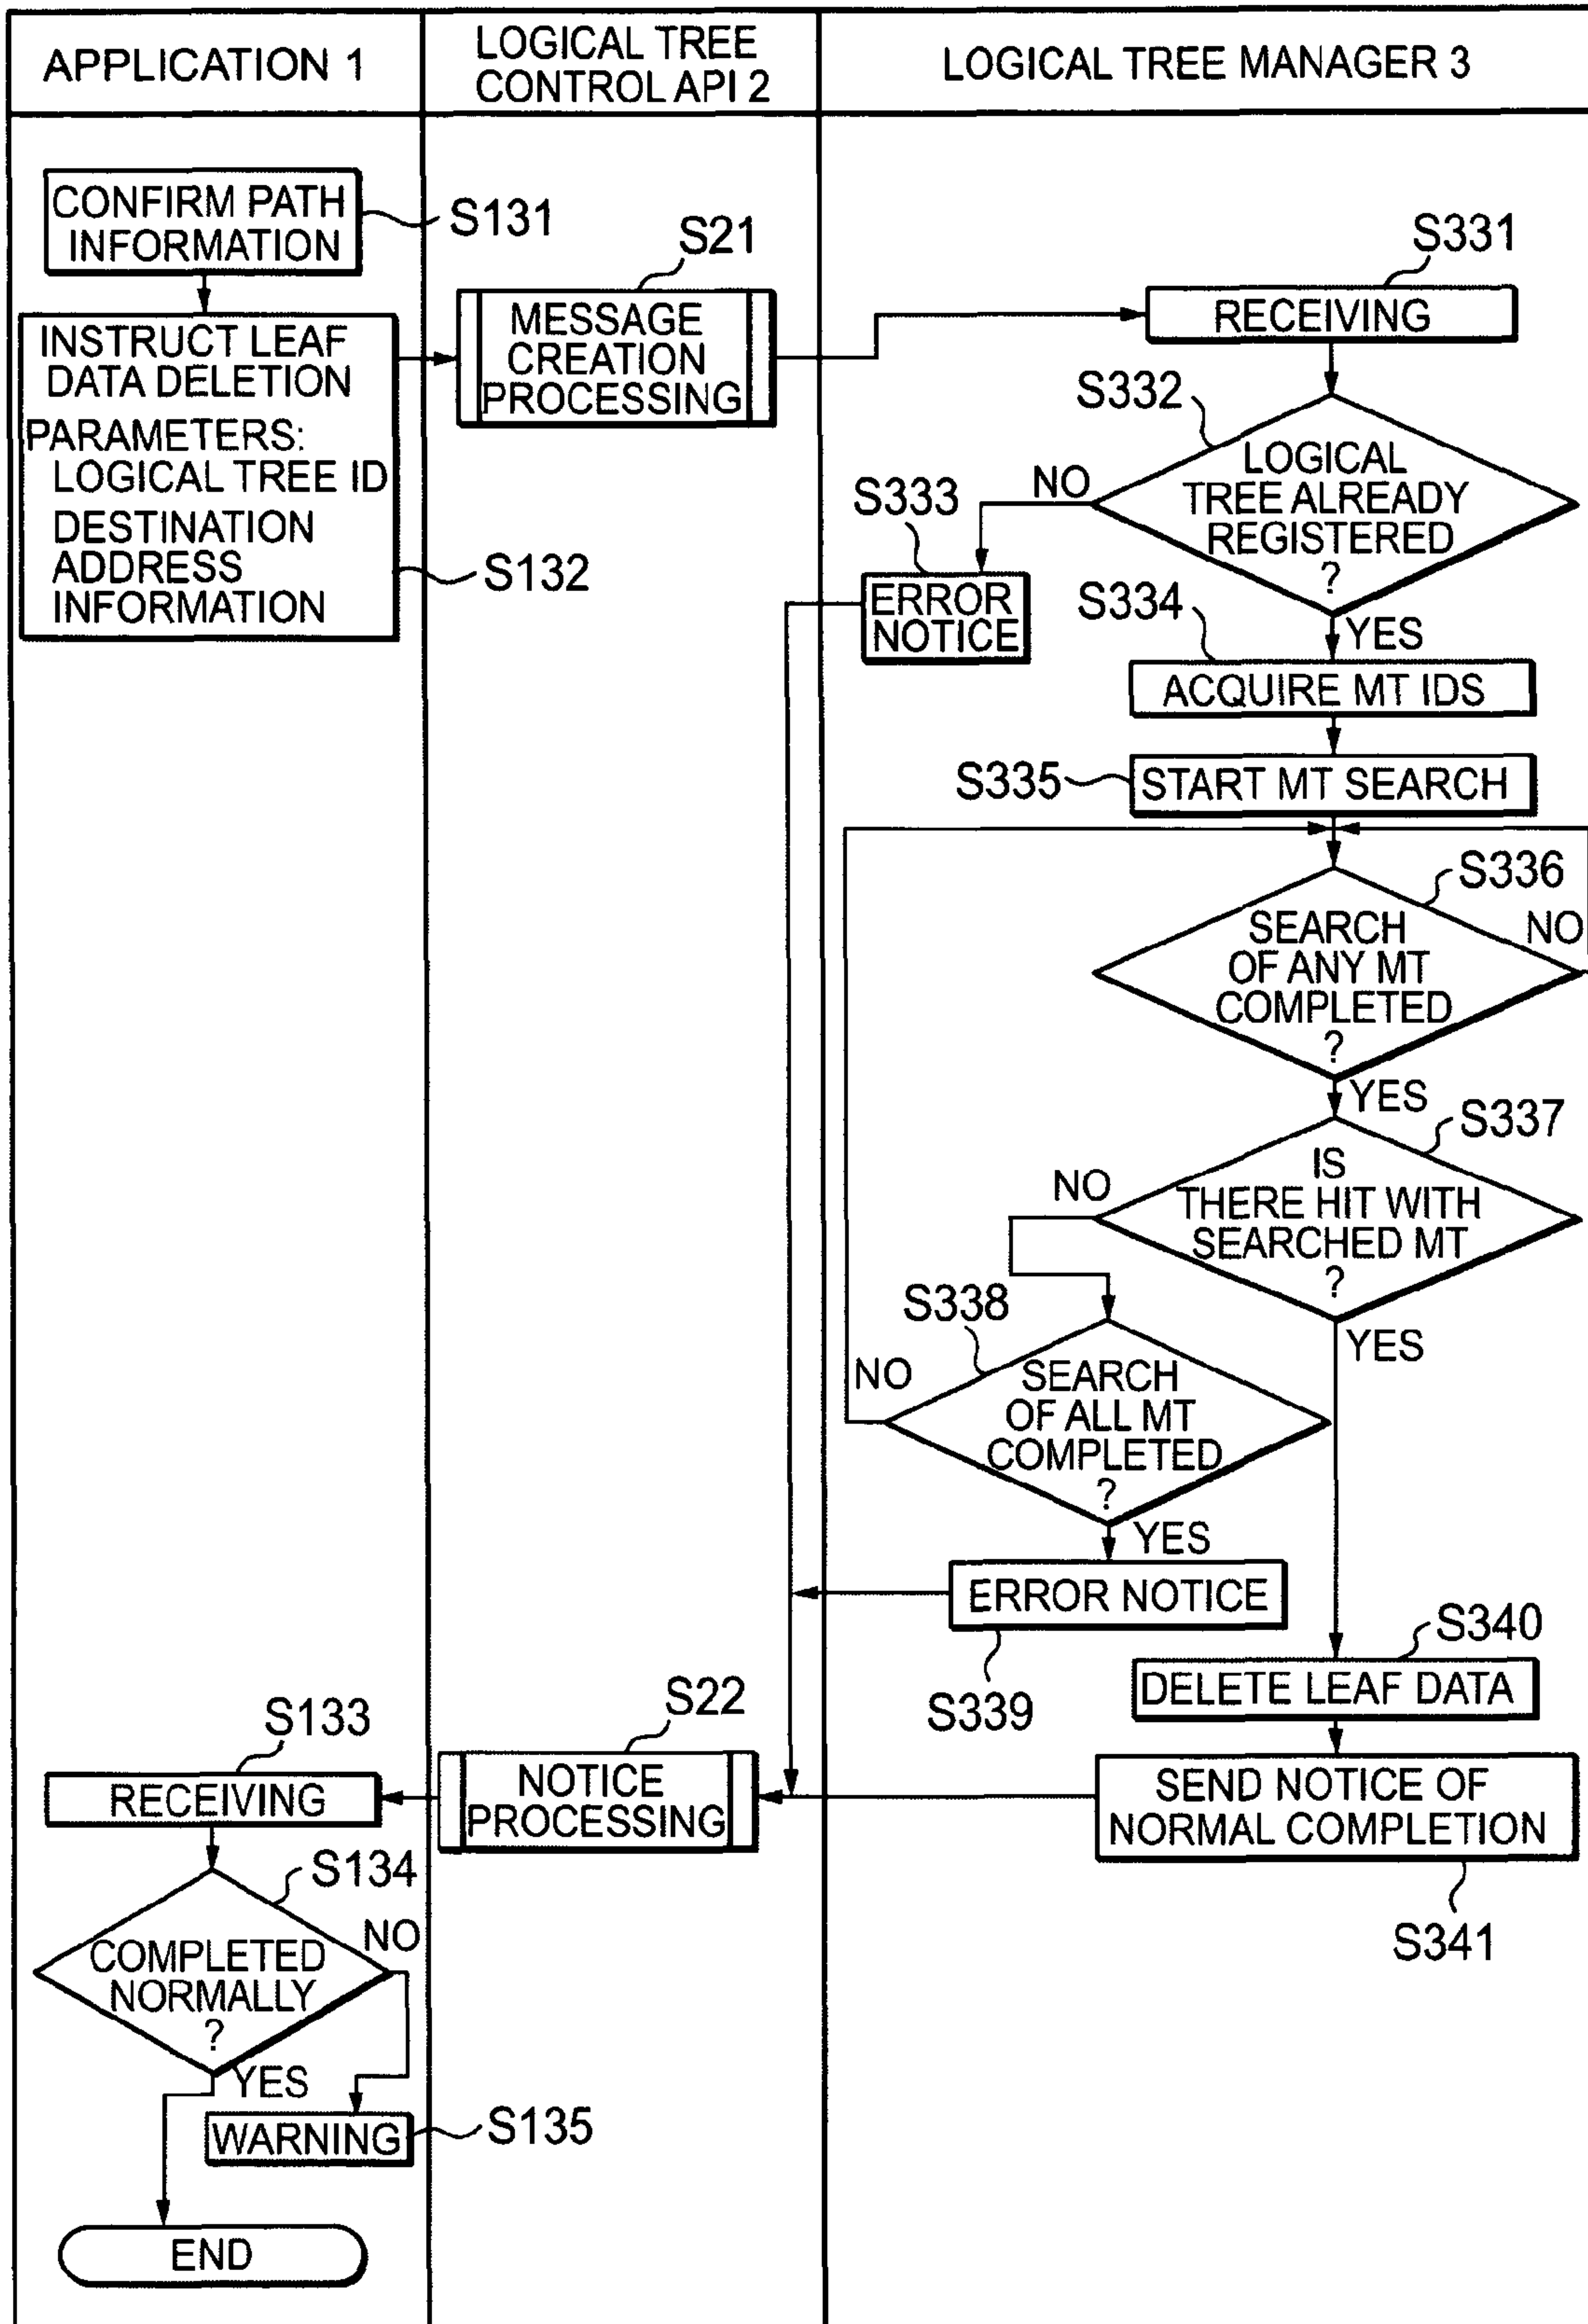 APPLICATION 1
LOGICAL TREE
CONTROL API 2
LOGICAL TREE MANAGER 3
CONFIRM PATH
INFORMATION
S131
INSTRUCT LEAF
DATA DELETION
PARAMETERS:
LOGICAL TREE ID
DESTINATION
ADDRESS
INFORMATION
S132
S21
MESSAGE
CREATION
PROCESSING
S331
RECEIVING
S332
LOGICAL
TREE ALREADY
REGISTERED
?
NO
YES
S333
ERROR
NOTICE
S334
ACQUIRE MT IDS
S335
START MT SEARCH
S336
SEARCH
OF ANY MT
COMPLETED
?
NO
YES
S337
IS
THERE HIT WITH
SEARCHED MT
?
NO
YES
S338
SEARCH
OF ALL MT
COMPLETED
?
NO
YES
ERROR NOTICE
S339
S340
DELETE LEAF DATA
SEND NOTICE OF
NORMAL COMPLETION
S341
S22
NOTICE
PROCESSING
S133
RECEIVING
S134
COMPLETED
NORMALLY
?
NO
YES
WARNING
S135
END